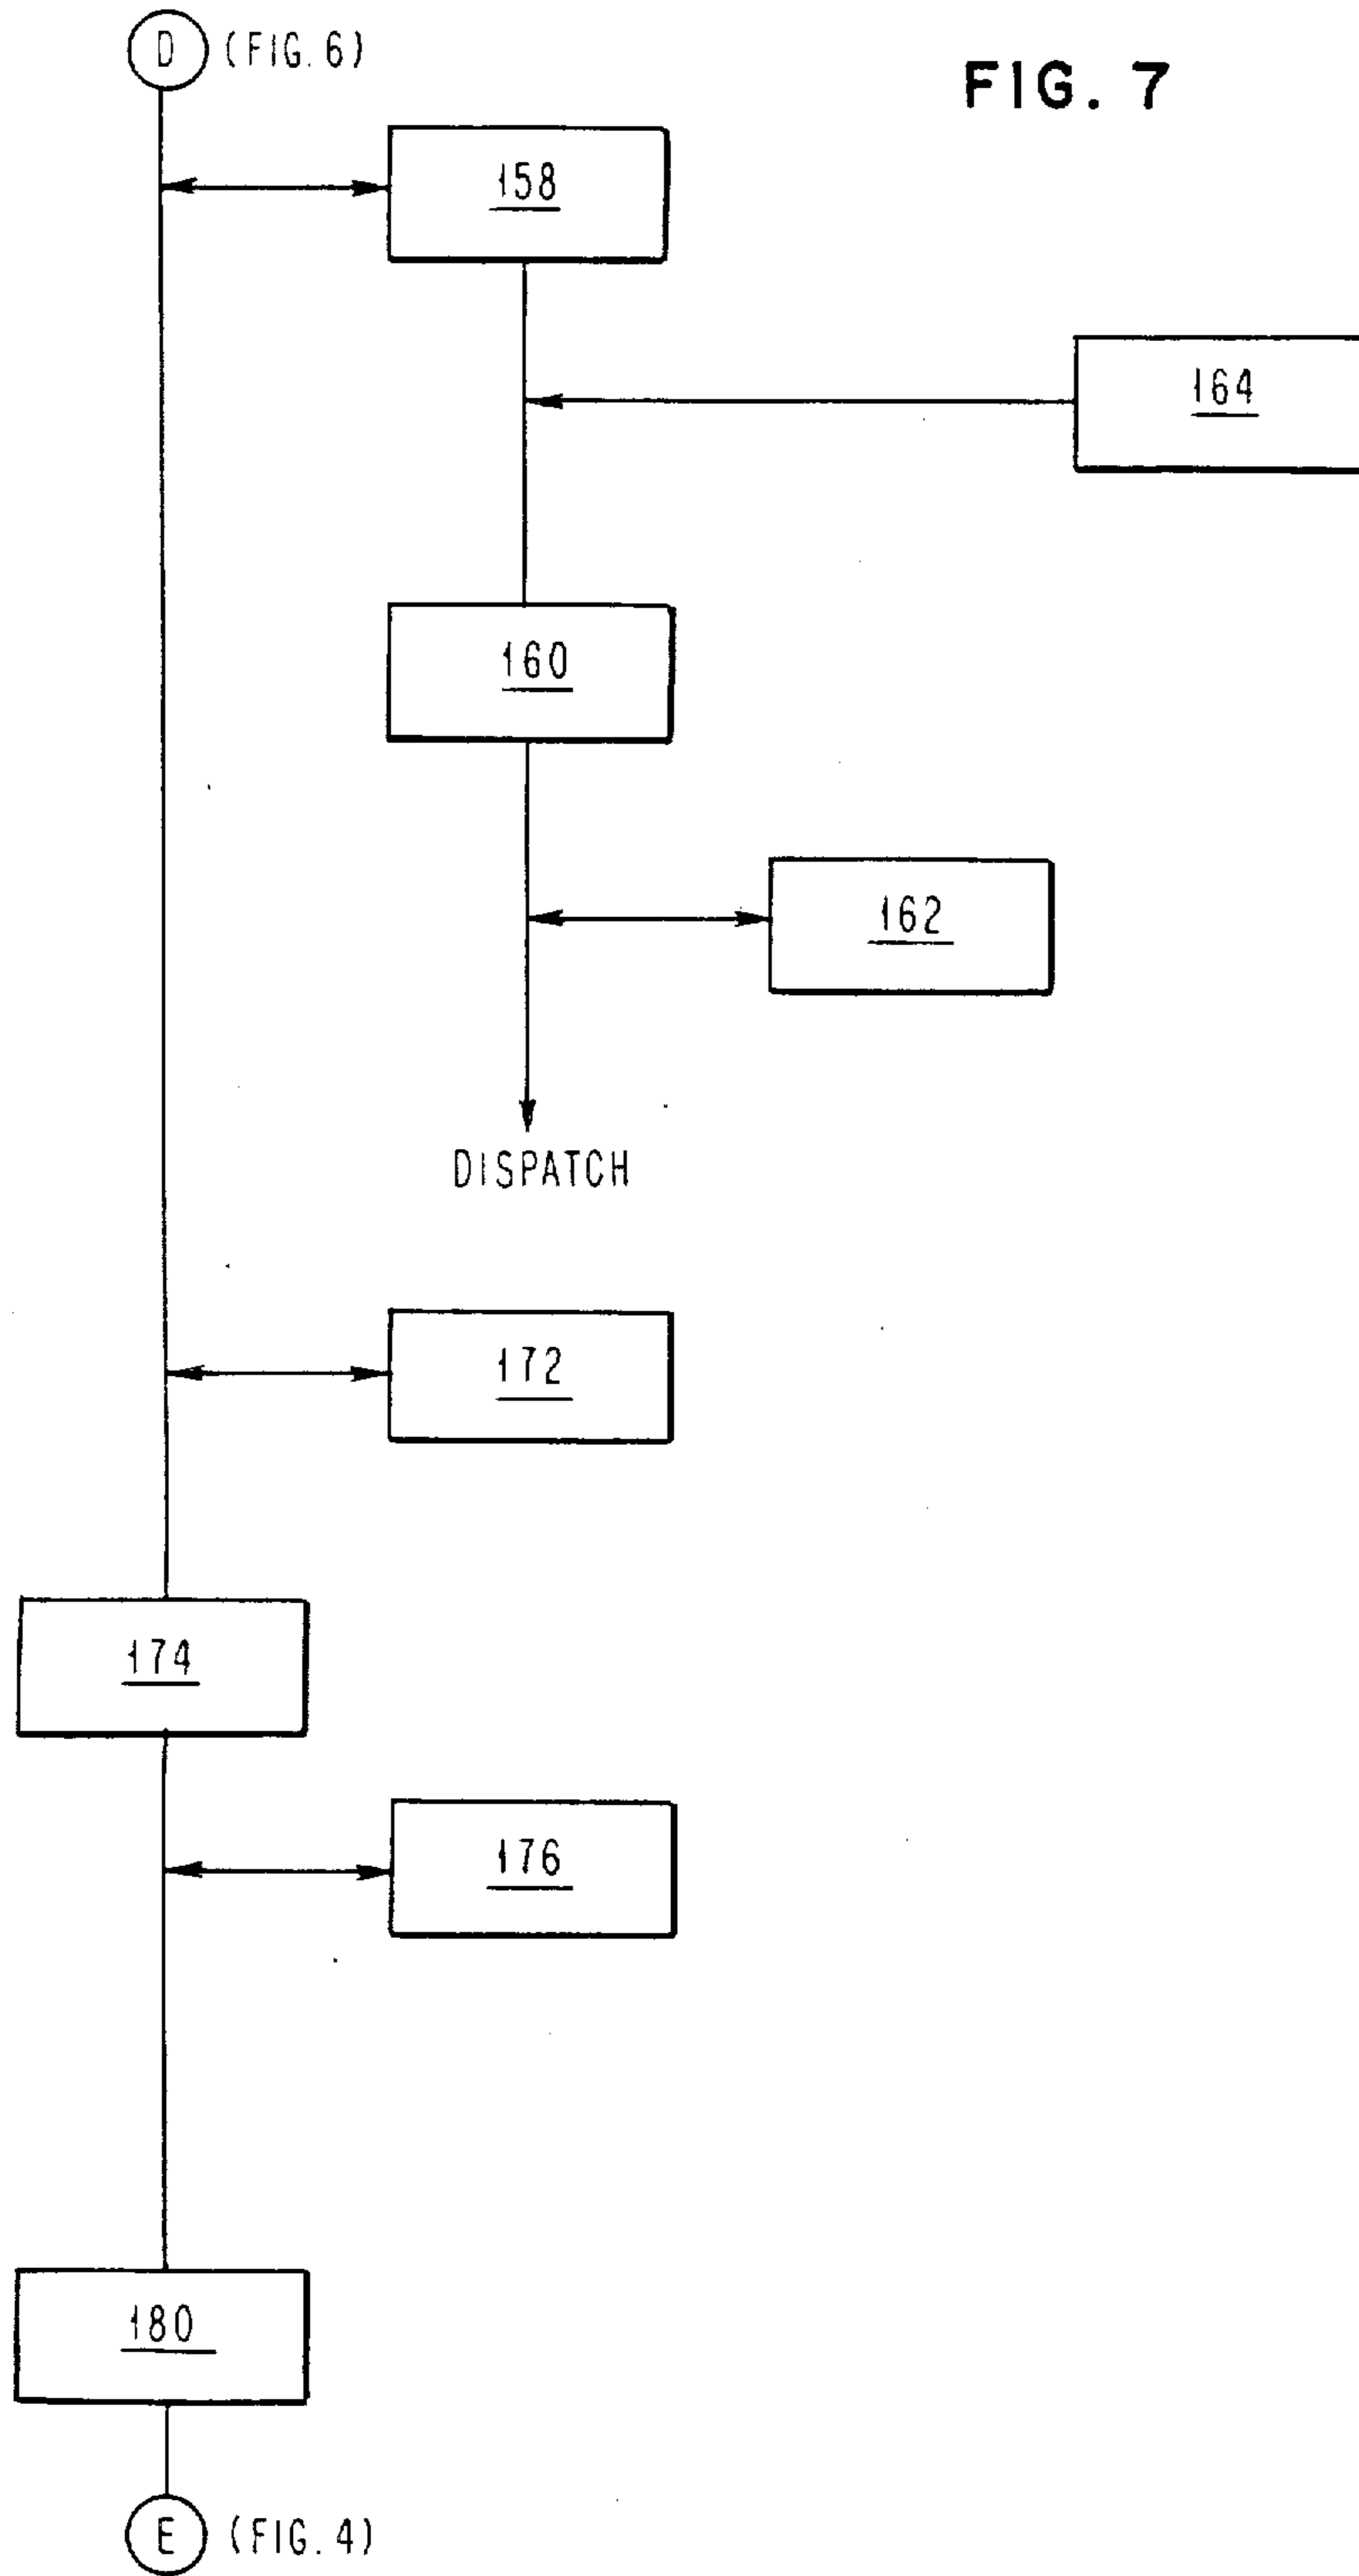 D (FIG. 6)
FIG. 7
158
164
160
162
DISPATCH
172
174
176
180
E (FIG. 4)